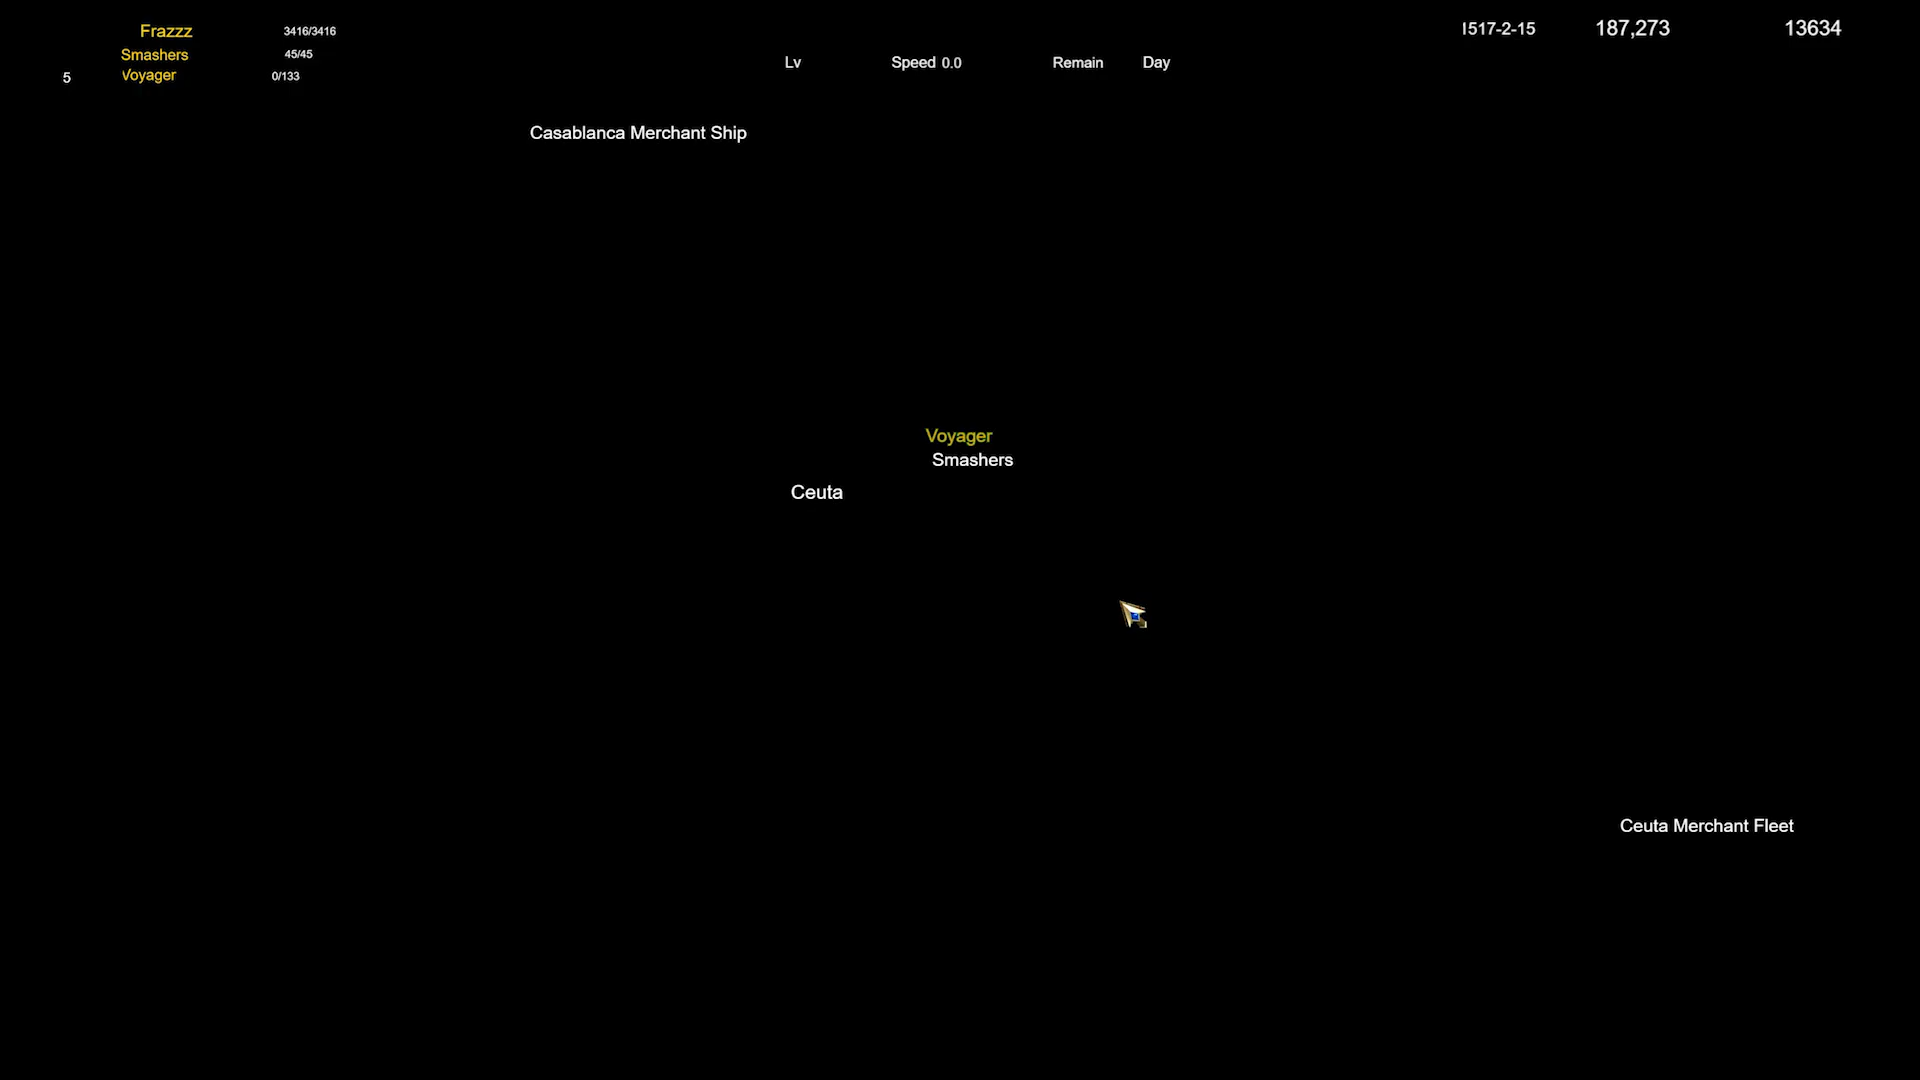 Frazzz 3416/3416
Smashers 45/45
5 Voyager 0/133
Lv Speed 0.0 Remain Day
1517-2-15 187,273 13634
Casablanca Merchant Ship
Voyager
Smashers
Ceuta
Ceuta Merchant Fleet